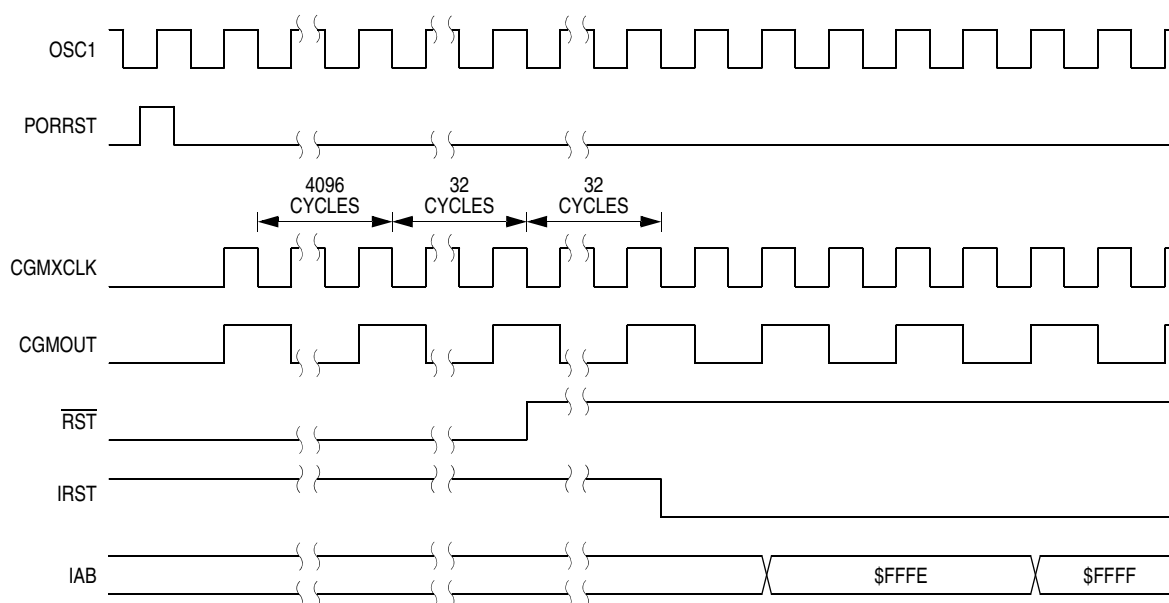 OSC1
PORRST
4096
CYCLES
32
CYCLES
32
CYCLES
CGMXCLK
CGMOUT
RST
IRST
IAB
$FFFE
$FFFF